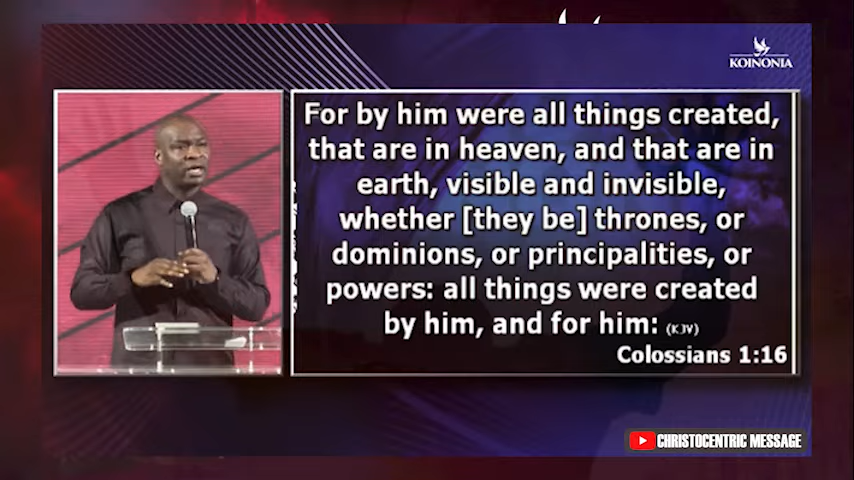 KOINONIA
For by him were all things created,
that are in heaven, and that are in
earth, visible and invisible,
whether [they be] thrones, or
dominions, or principalities, or
powers: all things were created
by him, and for him: (KJV)
Colossians 1:16
CHRISTOCENTRIC MESSAGE